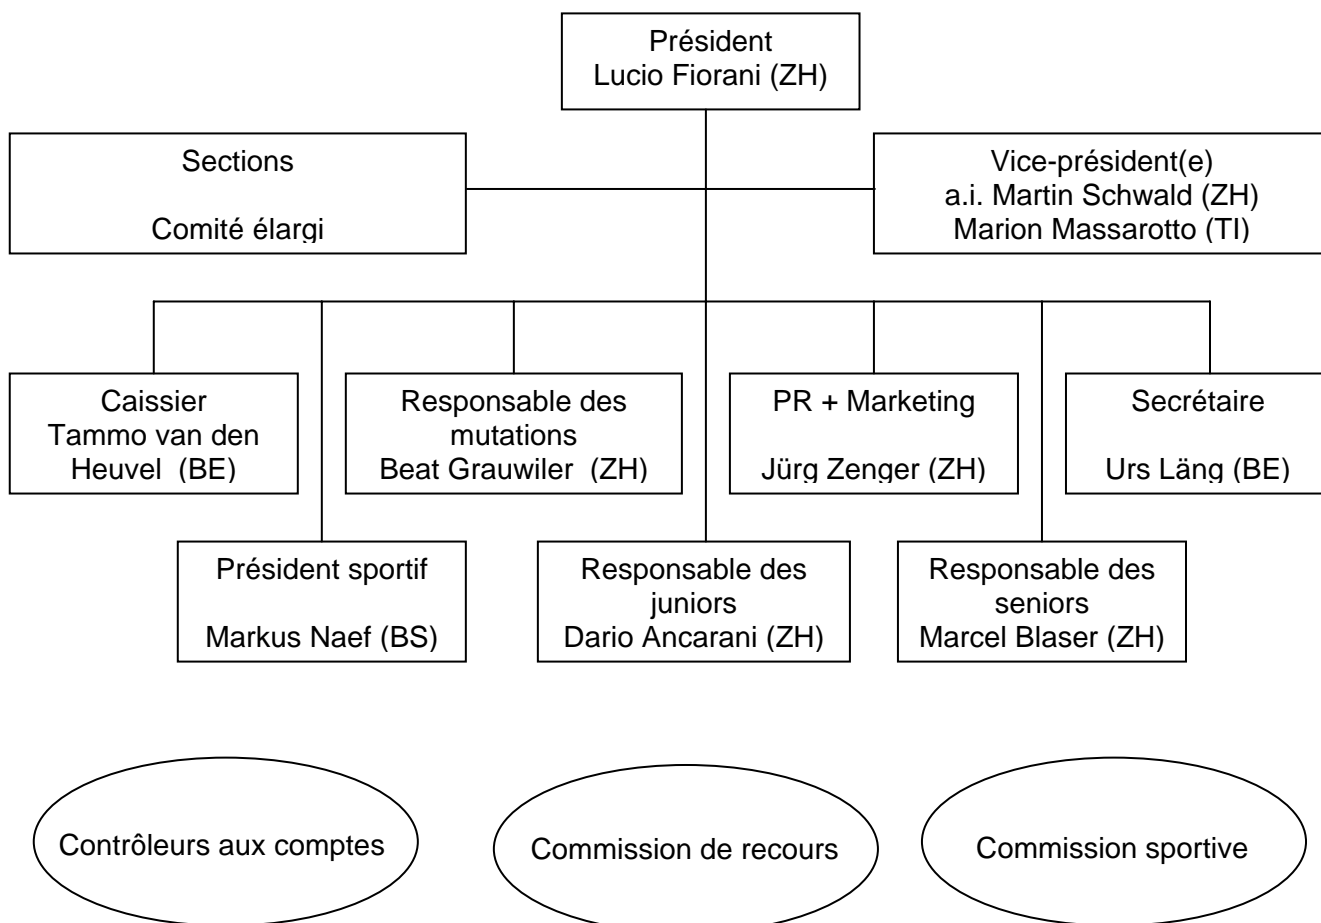 Président
Lucio Fiorani (ZH)
Sections
Comité élargi
Vice-président(e)
a.i. Martin Schwald (ZH)
Marion Massarotto (TI)
Caissier
Tammo van den
Heuvel (BE)
Responsable des
mutations
Beat Grauwiler (ZH)
PR + Marketing
Jürg Zenger (ZH)
Secrétaire
Urs Läng (BE)
Président sportif
Markus Naef (BS)
Responsable des
juniors
Dario Ancarani (ZH)
Responsable des
seniors
Marcel Blaser (ZH)
Contrôleurs aux comptes
Commission de recours
Commission sportive